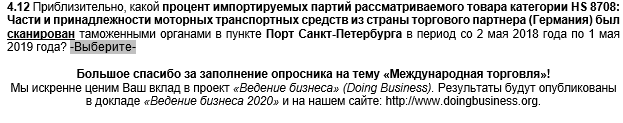 4.12 Приблизительно, какой процент импортируемых партий рассматриваемого товара категории HS 8708:
Части и принадлежности моторных транспортных средств из страны торгового партнера (Германия) был
сканирован таможенными органами в пункте Порт Санкт-Петербурга в период со 2 мая 2018 года по 1 мая
2019 года? -Выберите-
Большое спасибо за заполнение опросника на тему «Международная торговля»!
Мы искренне ценим Ваш вклад в проект «Ведение бизнеса» (Doing Business). Результаты будут опубликованы
в докладе «Ведение бизнеса 2020» и на нашем сайте: http://www.doingbusiness.org.